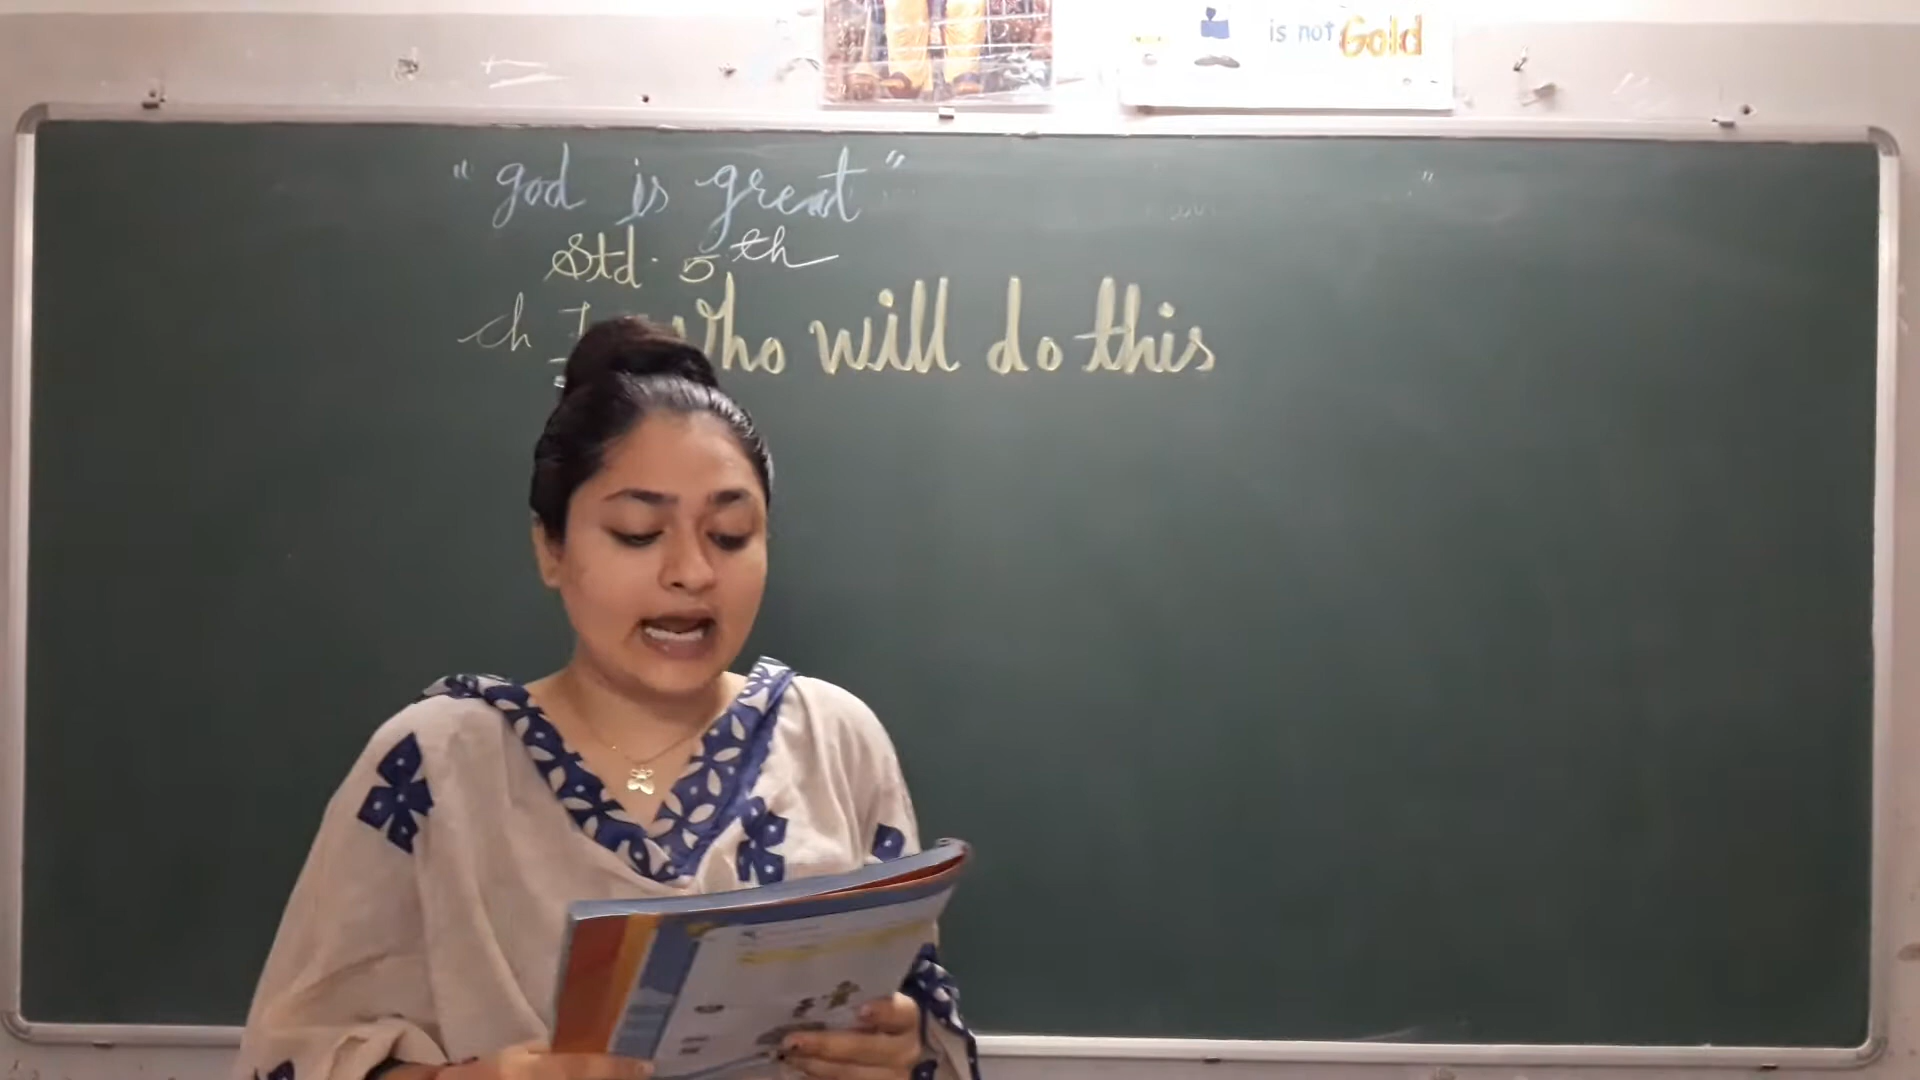 is not Gold
"god is great"
Std. 5th
ch Who will do this